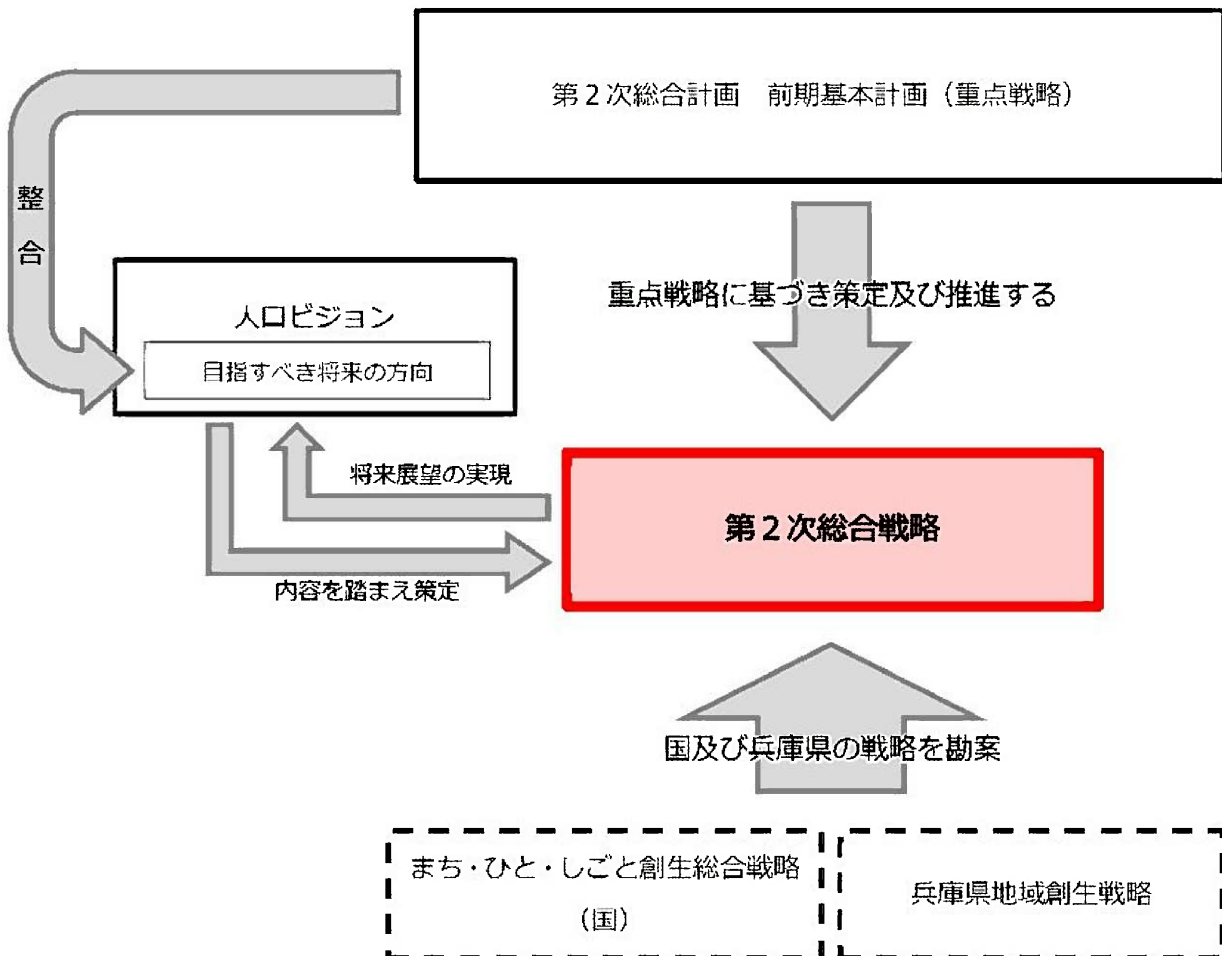 第２次総合計画　前期基本計画（重点戦略）
整合
重点戦略に基づき策定及び推進する
人口ビジョン
目指すべき将来の方向
将来展望の実現
第２次総合戦略
内容を踏まえ策定
国及び兵庫県の戦略を勘案
まち・ひと・しごと創生総合戦略
（国）
兵庫県地域創生戦略